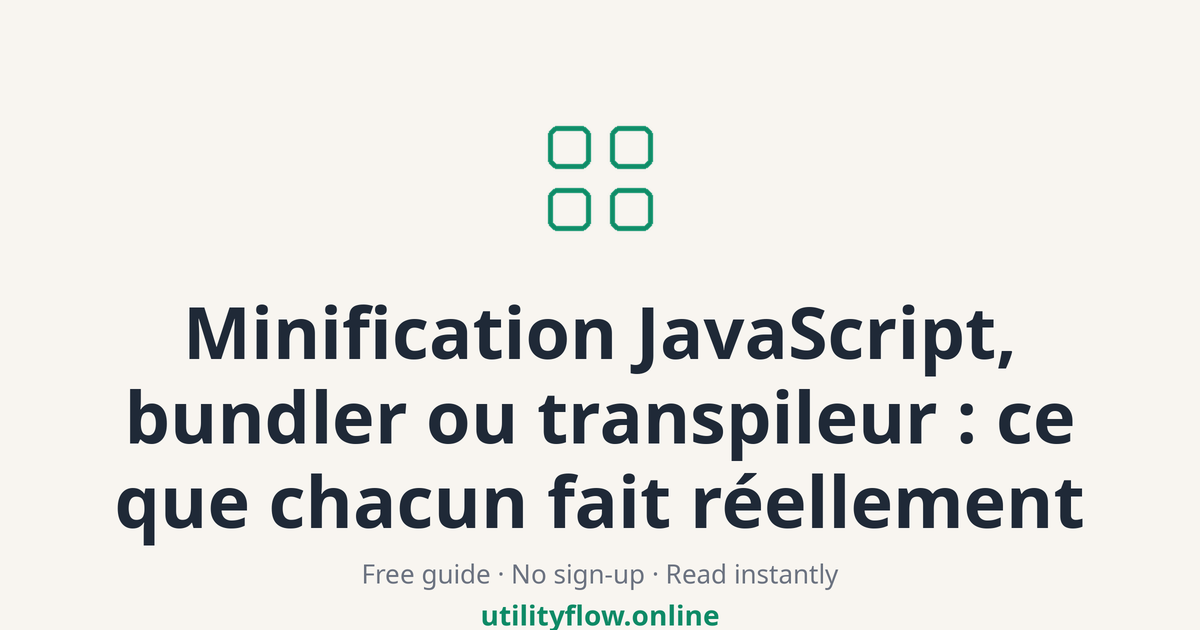 Minification JavaScript,
bundler ou transpileur : ce
que chacun fait réellement
Free guide · No sign-up · Read instantly
utilityflow.online